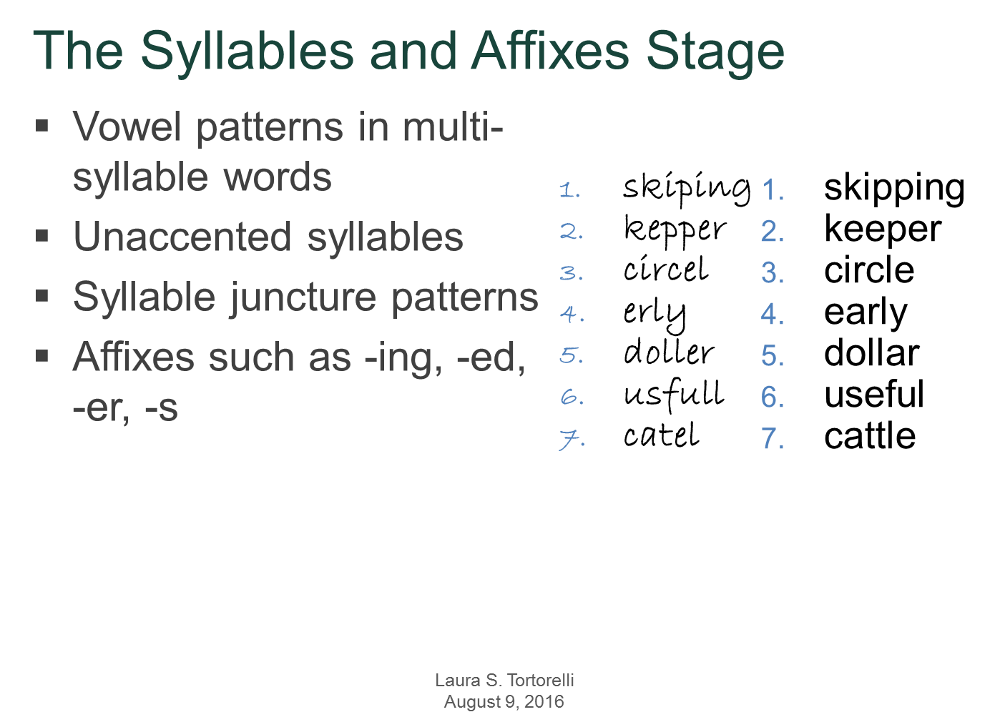 The Syllables and Affixes Stage
▪ Vowel patterns in multi-
syllable words
▪ Unaccented syllables
▪ Syllable juncture patterns
▪ Affixes such as -ing, -ed,
-er, -s
1. skiping
2. kepper
3. circel
4. erly
5. doller
6. usfull
7. catel
1. skipping
2. keeper
3. circle
4. early
5. dollar
6. useful
7. cattle
Laura S. Tortorelli
August 9, 2016